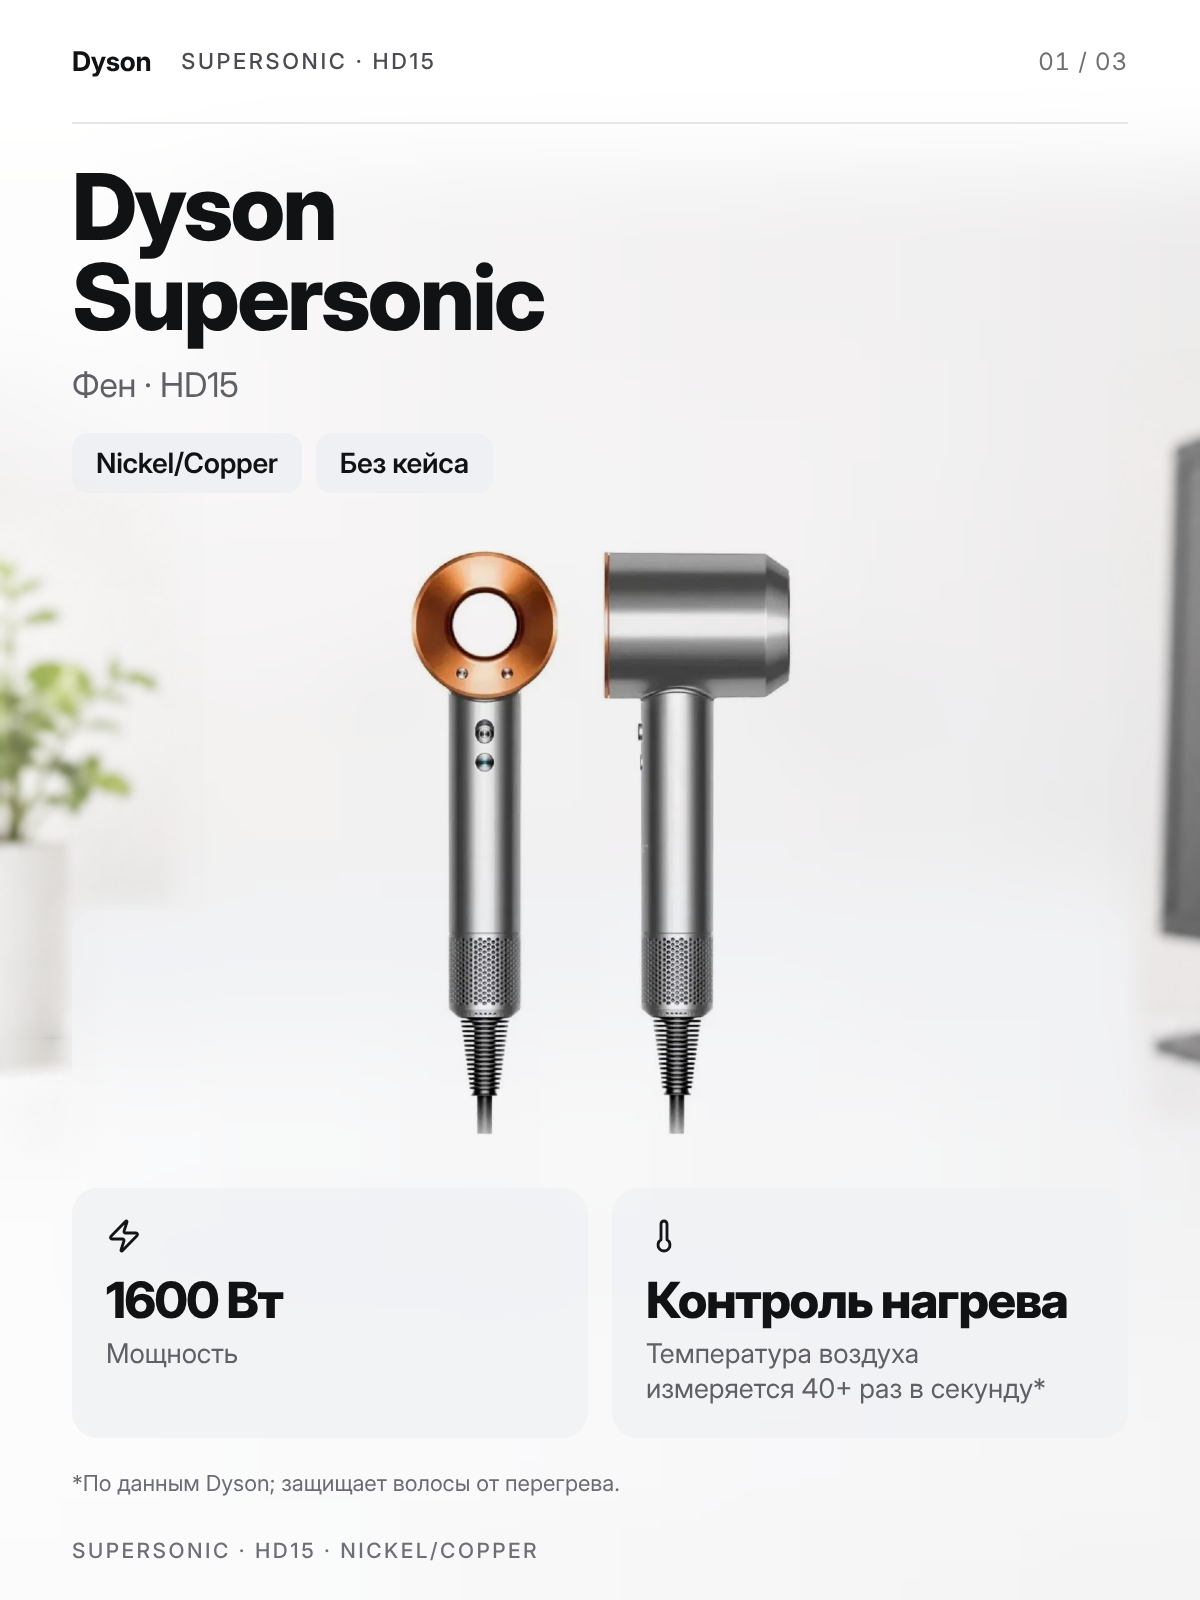 Dyson SUPERSONIC · HD15 01 / 03
Dyson
Supersonic
Фен · HD15
Nickel/Copper Без кейса
1600 Вт
Мощность
Контроль нагрева
Температура воздуха
измеряется 40+ раз в секунду*
*По данным Dyson; защищает волосы от перегрева.
SUPERSONIC · HD15 · NICKEL/COPPER